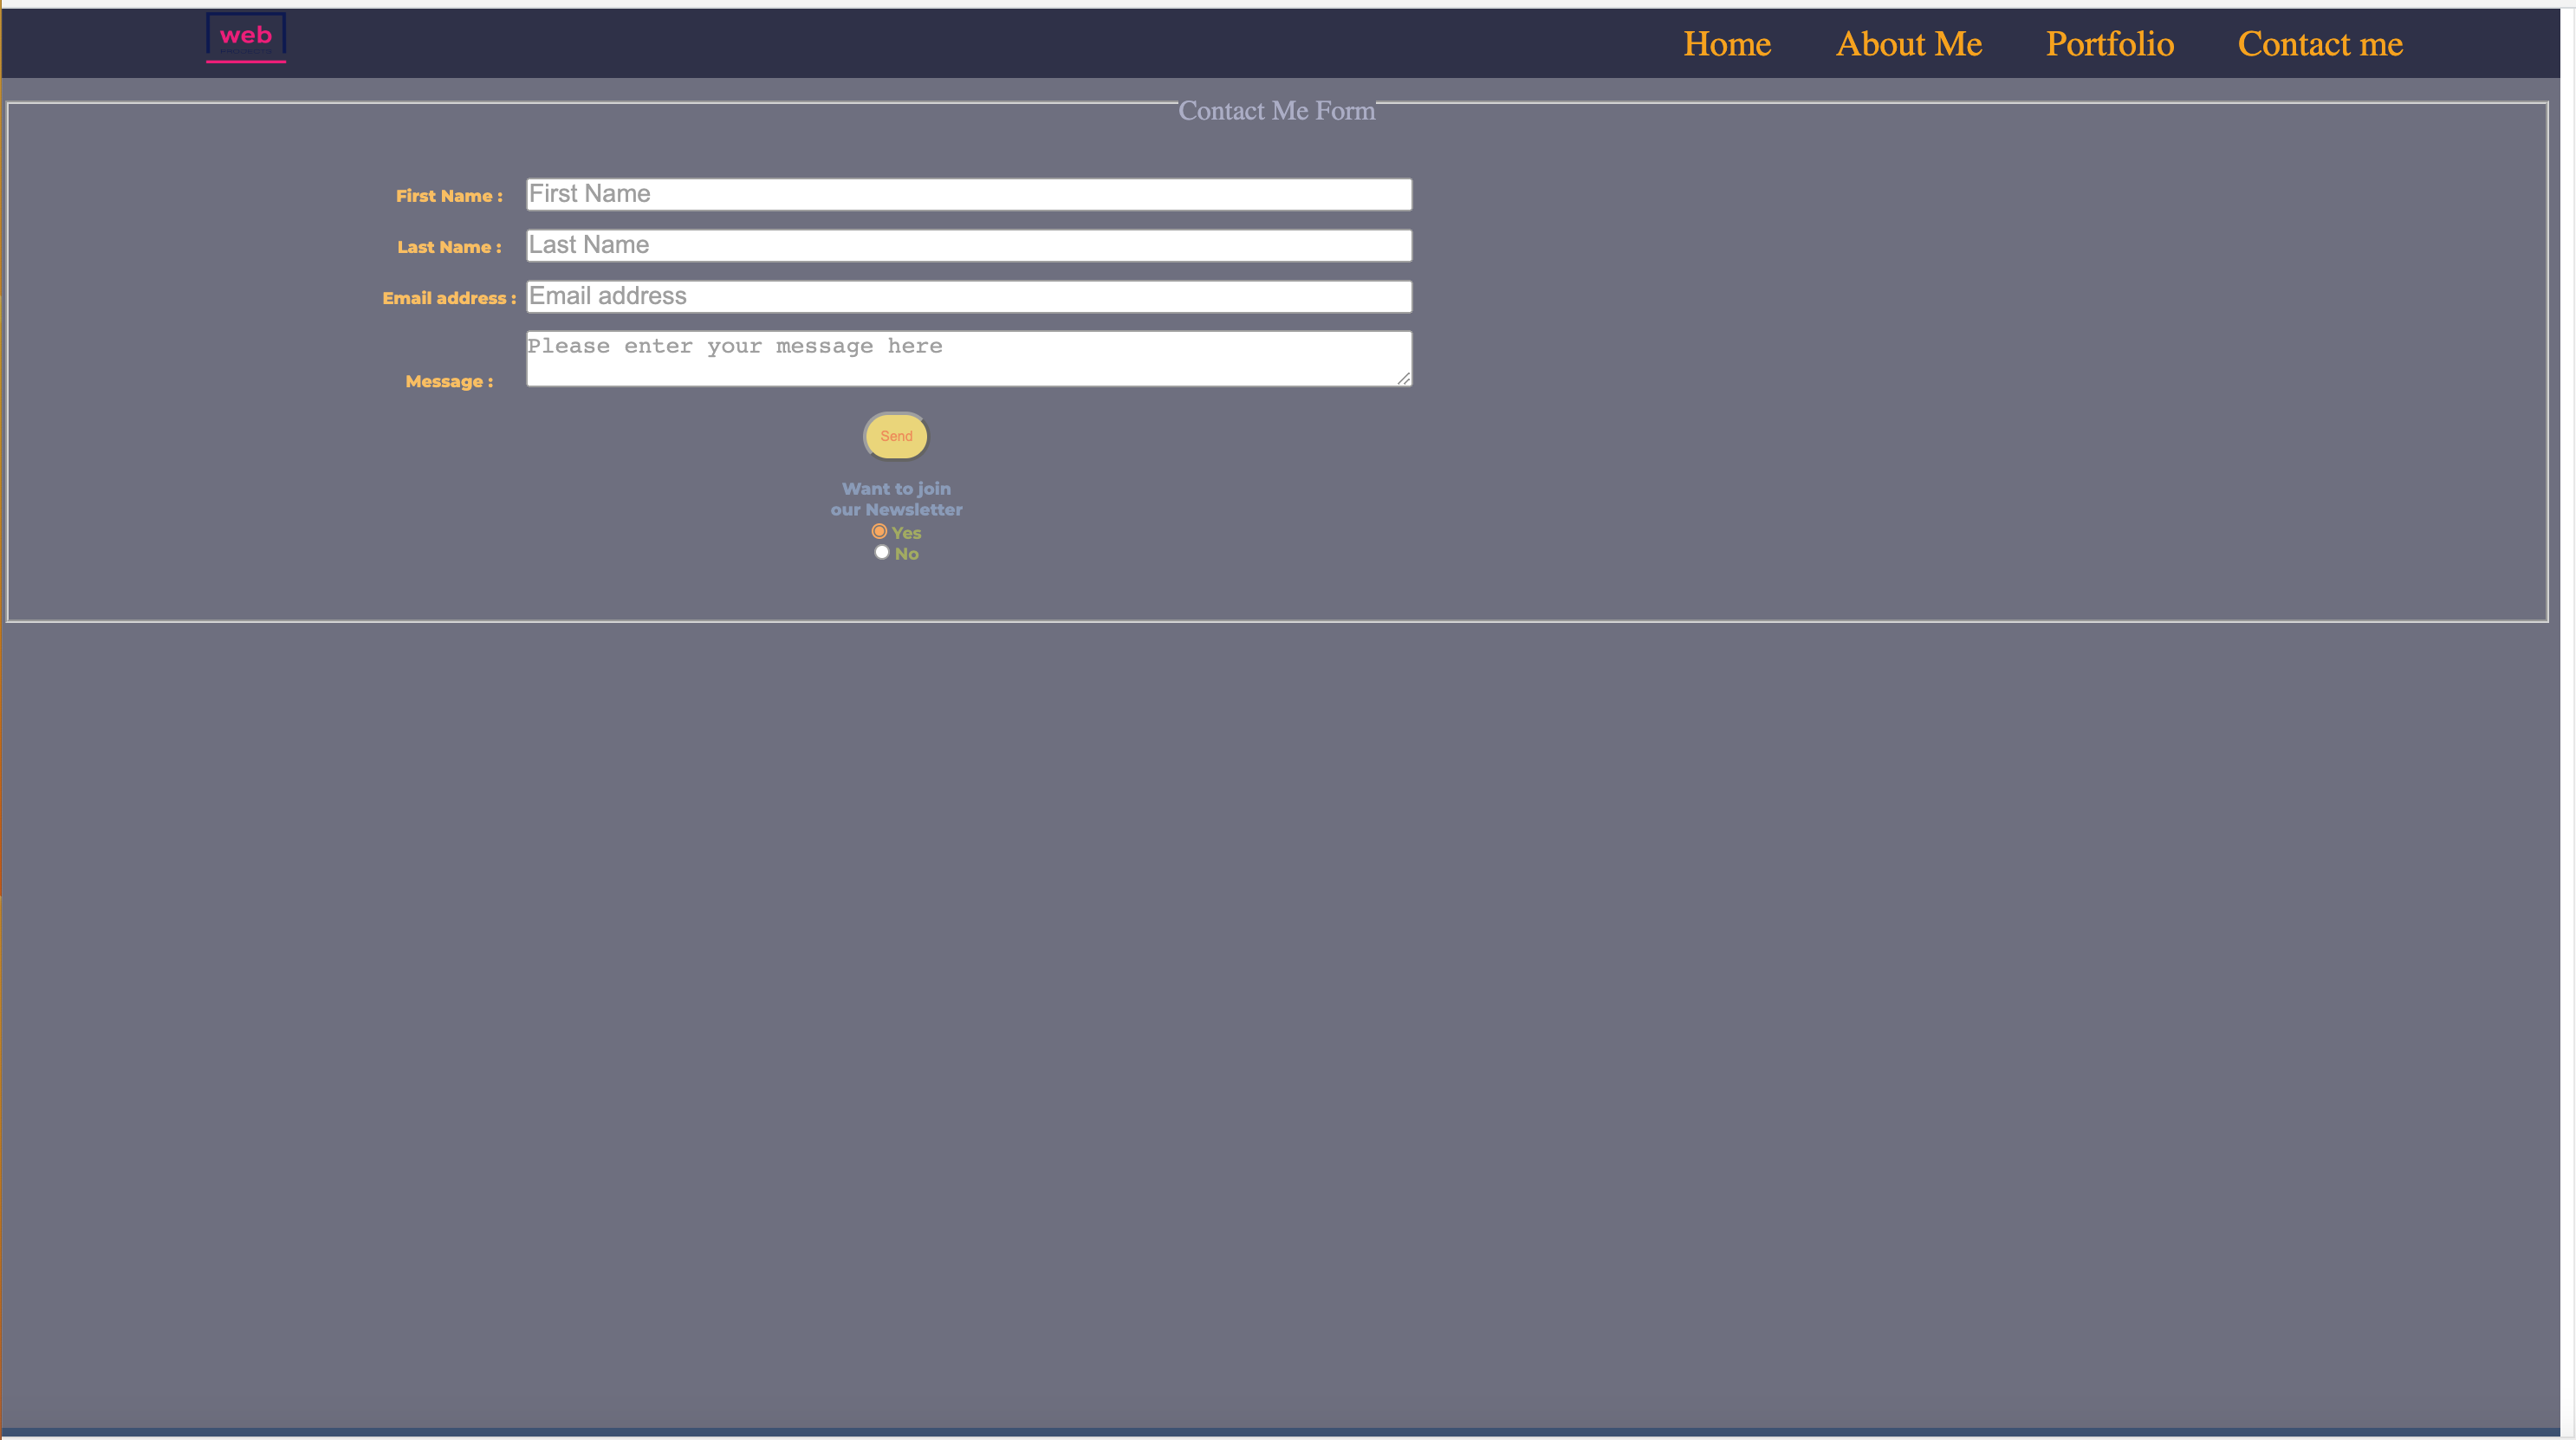 web
Home About Me Portfolio Contact me
Contact Me Form
First Name : First Name
Last Name : Last Name
Email address : Email address
Please enter your message here
Message :
Send
Want to join
our Newsletter
Yes
No